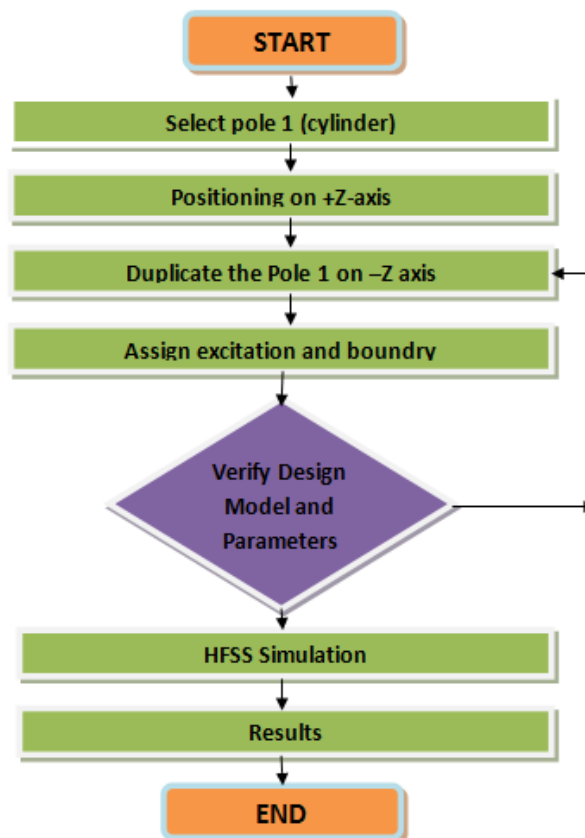 START
Select pole 1 (cylinder)
Positioning on +Z-axis
Duplicate the Pole 1 on –Z axis
Assign excitation and boundry
Verify Design
Model and
Parameters
HFSS Simulation
Results
END